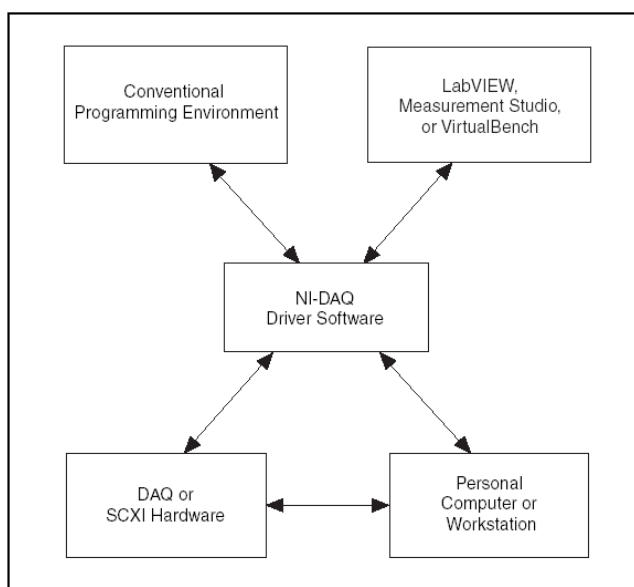 Conventional
Programming Environment
LabVIEW,
Measurement Studio,
or VirtualBench
NI-DAQ
Driver Software
DAQ or
SCXI Hardware
Personal
Computer or
Workstation